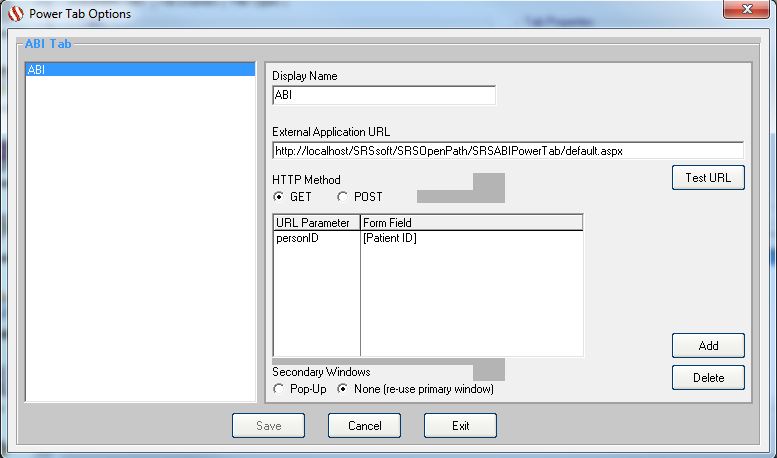 Power Tab Options
ABI Tab
ABI
Display Name
ABI
External Application URL
http://localhost/SRSsoft/SRSOpenPath/SRSABIPowerTab/default.aspx
HTTP Method
Test URL
GET POST
URL Parameter Form Field
personID [Patient ID]
Add
Secondary Windows
Delete
Pop-Up None (re-use primary window)
Save Cancel Exit